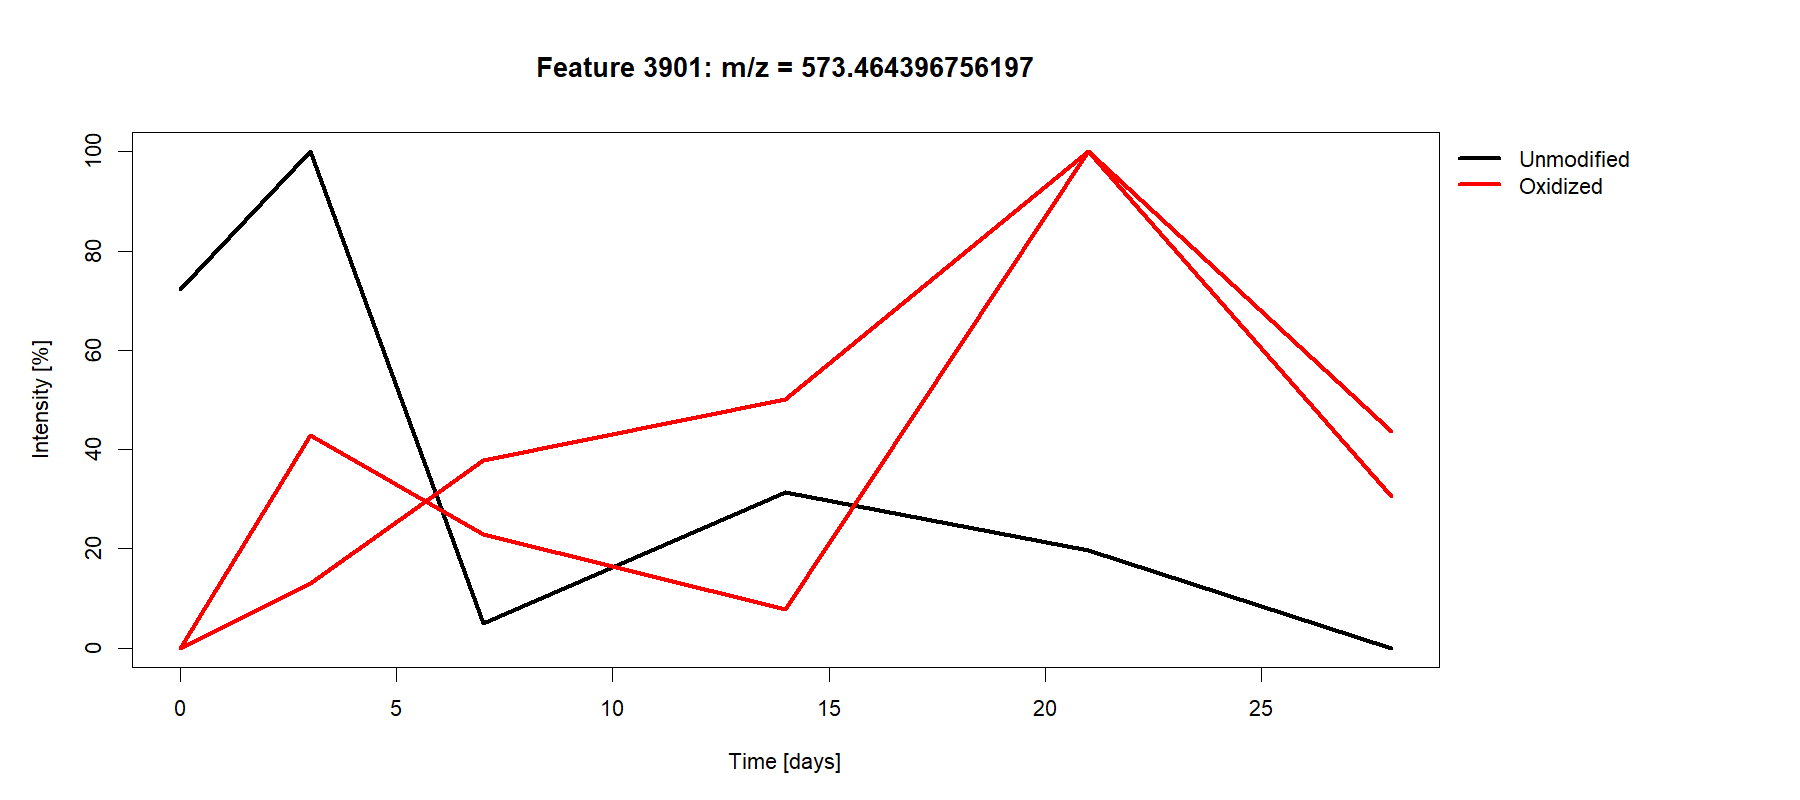 Feature 3901: m/z = 573.464396756197
Unmodified
Oxidized
100
80
60
40
20
0
Intensity [%]
0 5 10 15 20 25
Time [days]